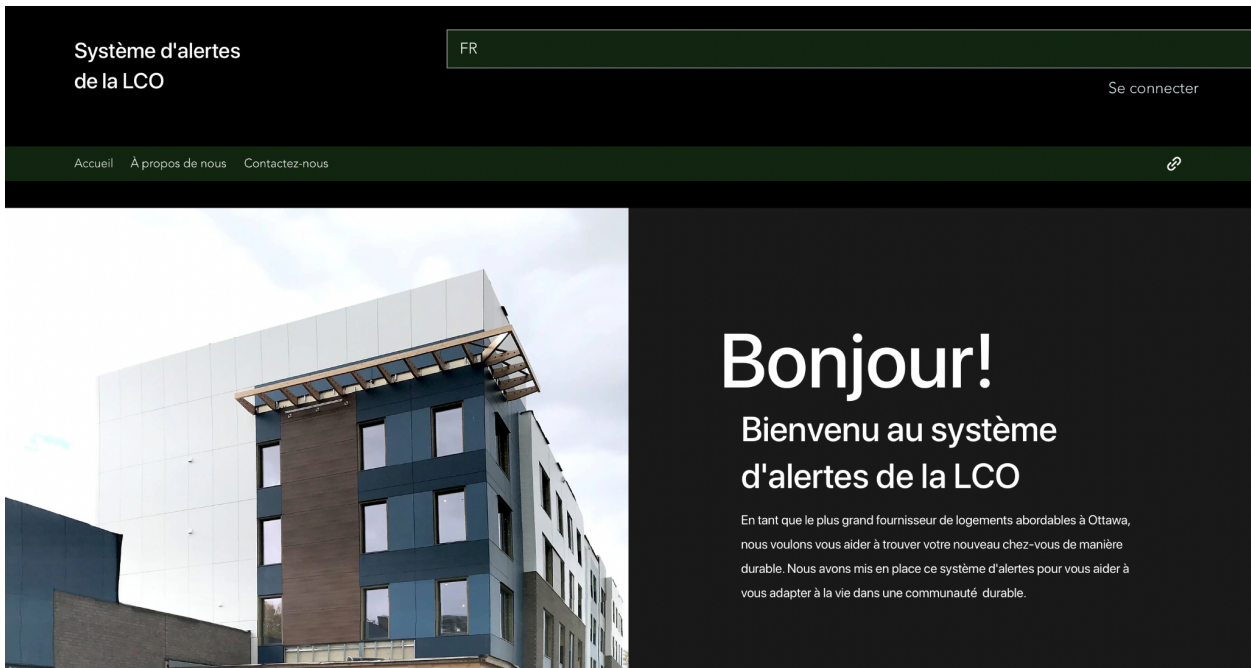 Système d'alertes
de la LCO
FR
Se connecter
Accueil À propos de nous Contactez-nous
Bonjour!
Bienvenu au système
d'alertes de la LCO
En tant que le plus grand fournisseur de logements abordables à Ottawa,
nous voulons vous aider à trouver votre nouveau chez-vous de manière
durable. Nous avons mis en place ce système d'alertes pour vous aider à
vous adapter à la vie dans une communauté durable.